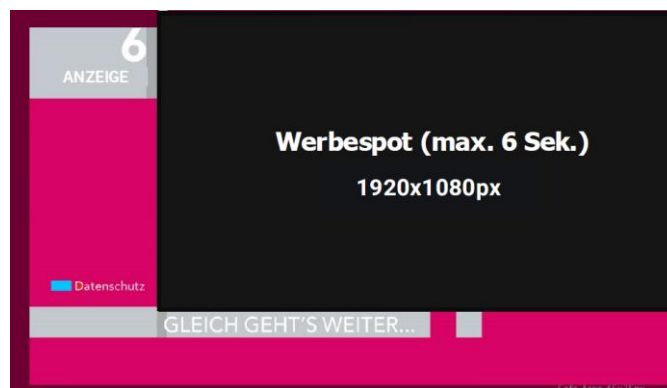 6
ANZEIGE
Werbespot (max. 6 Sek.)
1920x1080px
Datenschutz
GLEICH GEHT'S WEITER...